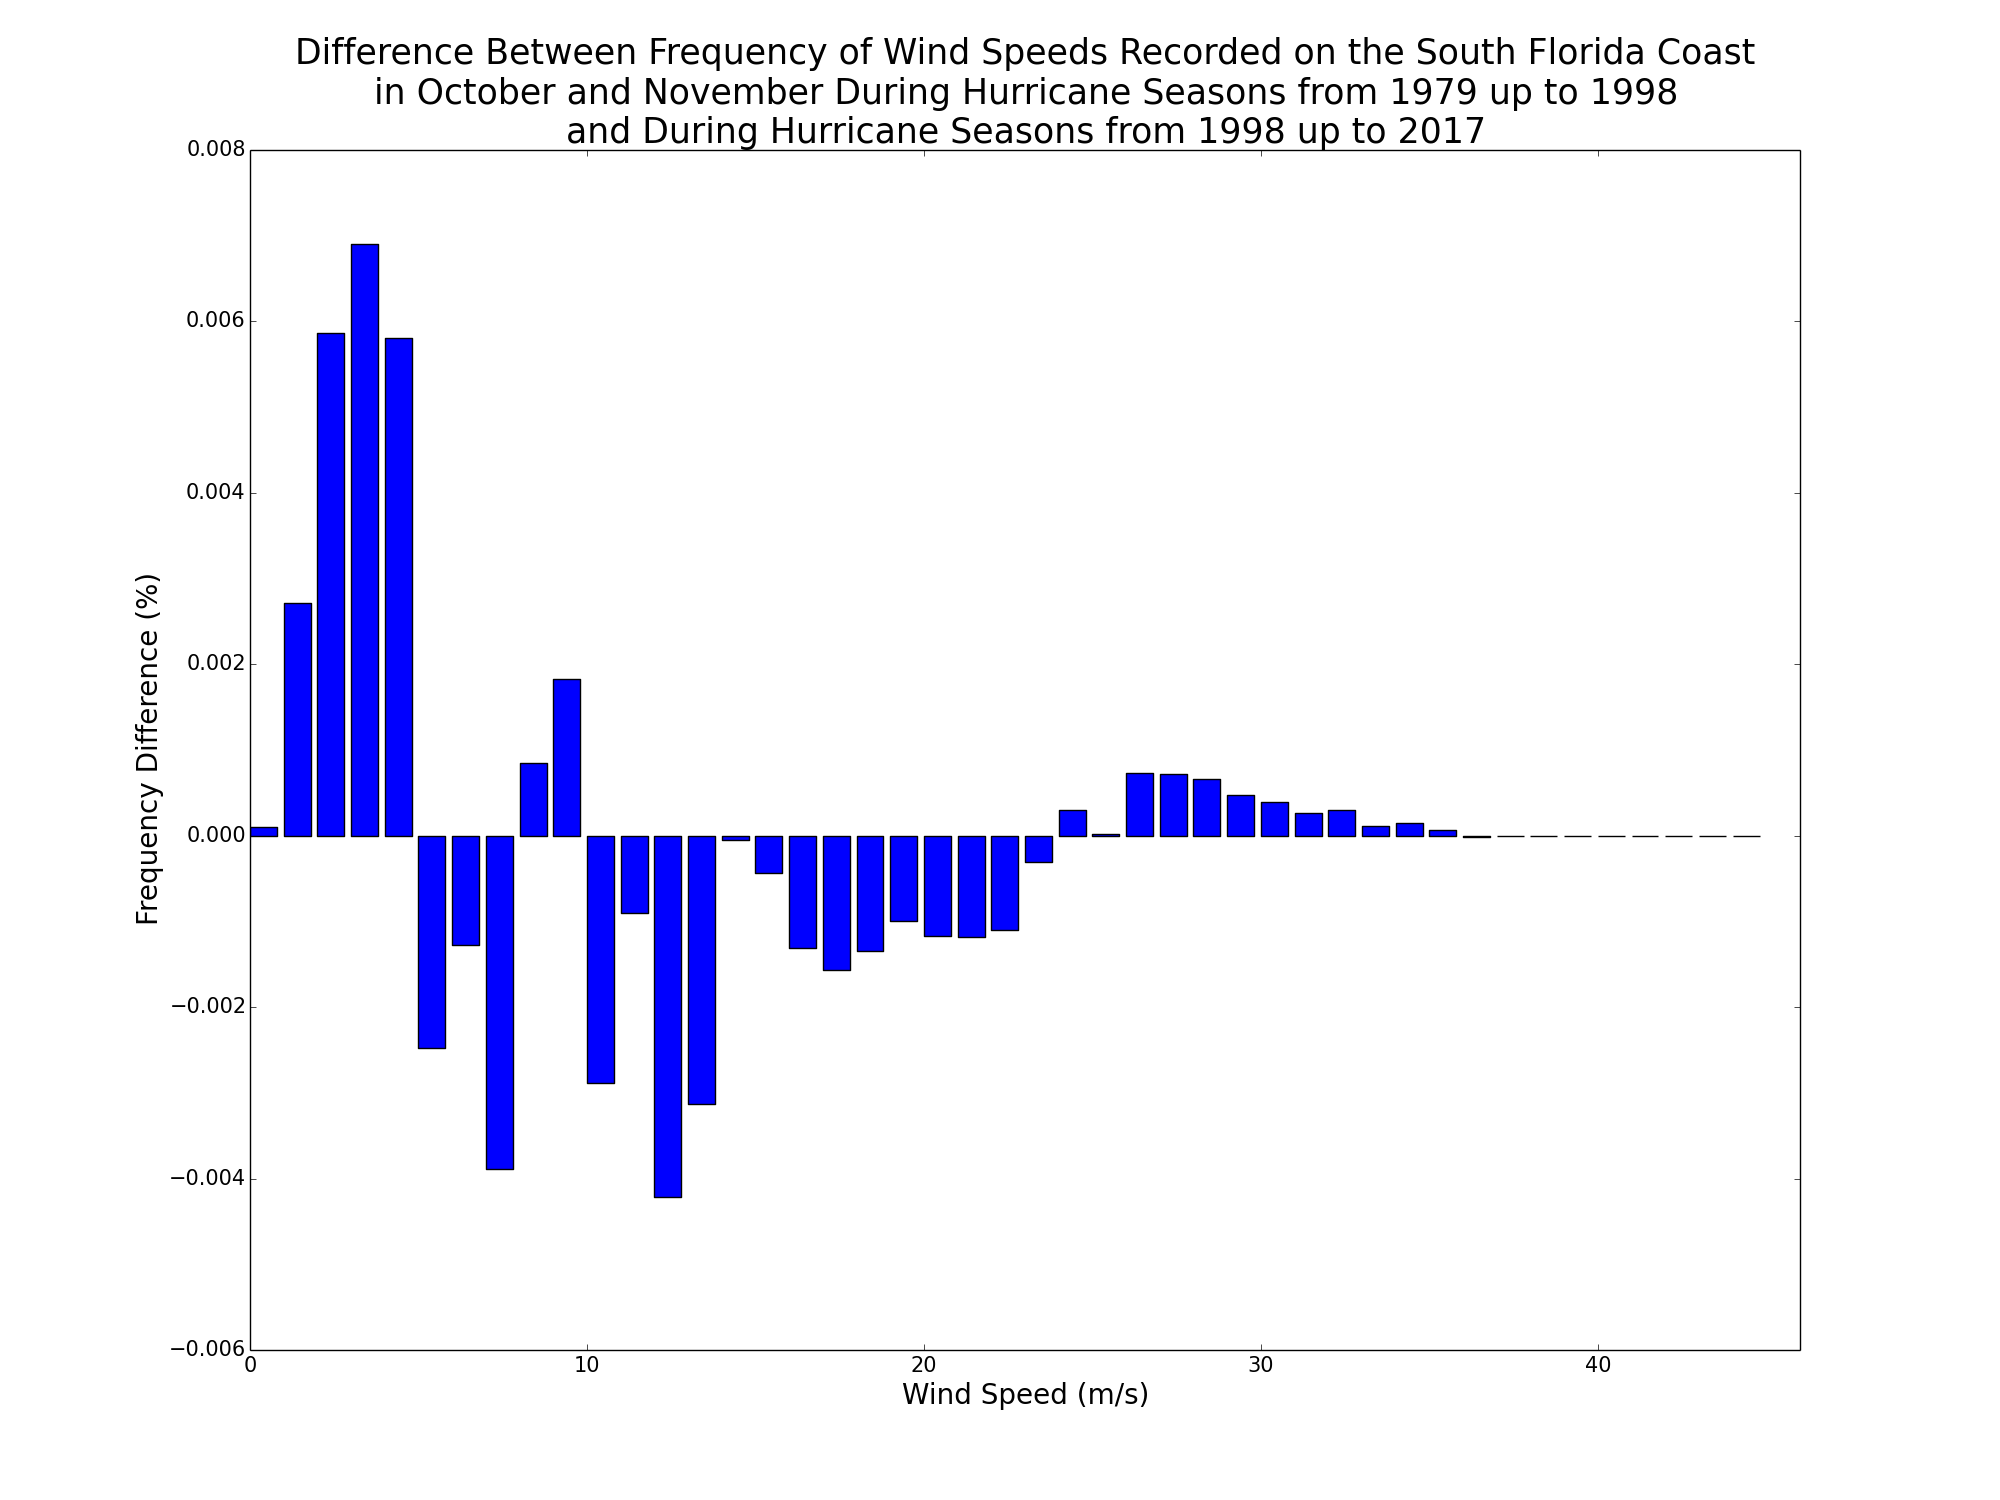 Difference Between Frequency of Wind Speeds Recorded on the South Florida Coast
in October and November During Hurricane Seasons from 1979 up to 1998
and During Hurricane Seasons from 1998 up to 2017
0.008
0.006
0.004
0.002
0.000
−0.002
−0.004
−0.006
Frequency Difference (%)
0 10 20 30 40
Wind Speed (m/s)